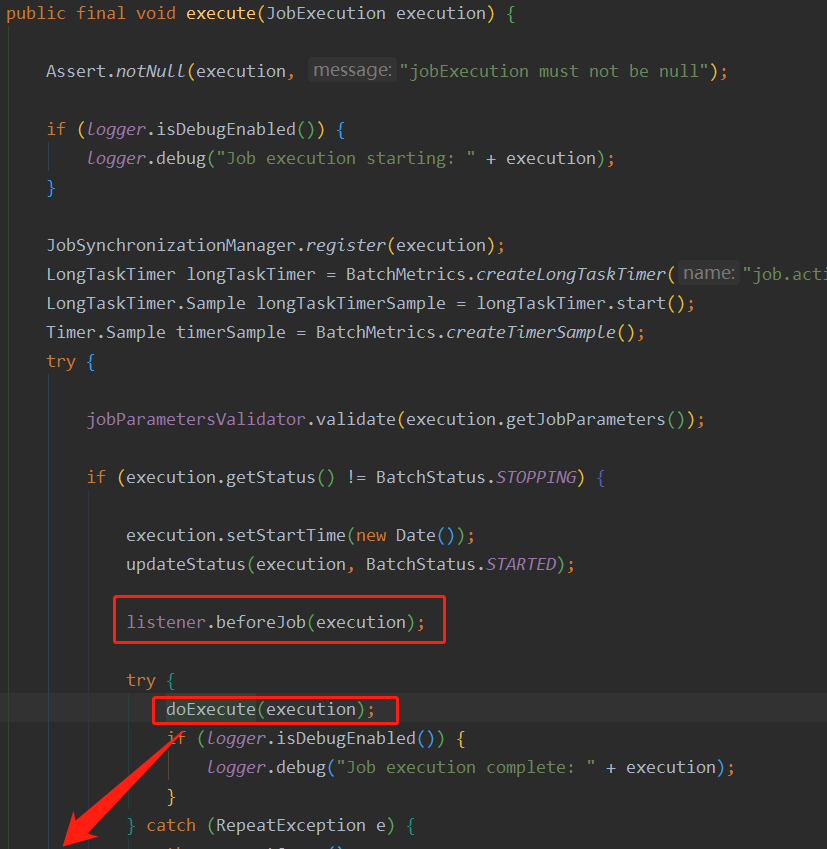 public final void execute(JobExecution execution) {
Assert.notNull(execution, message: "jobExecution must not be null");
if (logger.isDebugEnabled()) {
logger.debug("Job execution starting: " + execution);
}
JobSynchronizationManager.register(execution);
LongTaskTimer longTaskTimer = BatchMetrics.createLongTaskTimer( name: "job.acti
LongTaskTimer.Sample longTaskTimerSample = longTaskTimer.start();
Timer.Sample timerSample = BatchMetrics.createTimerSample();
try {
jobParametersValidator.validate(execution.getJobParameters());
if (execution.getStatus() != BatchStatus.STOPPING) {
execution.setStartTime(new Date());
updateStatus(execution, BatchStatus.STARTED);
listener.beforeJob(execution);
try {
doExecute(execution);
if (logger.isDebugEnabled()) {
logger.debug("Job execution complete: " + execution);
}
} catch (RepeatException e) {